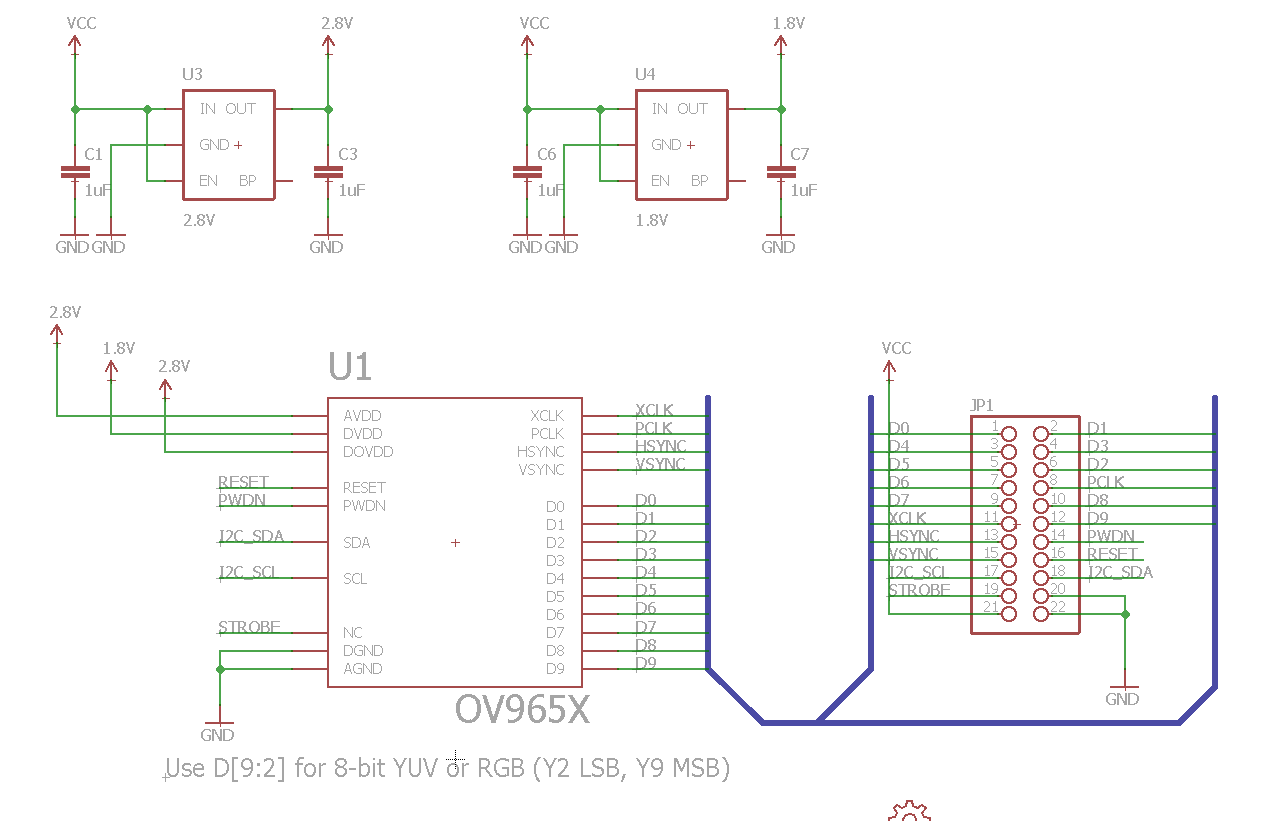 VCC
2.8V
VCC
1.8V
U3
U4
IN OUT
IN OUT
GND
GND
C1
C3
C6
C7
EN BP
EN BP
1uF
1uF
1uF
1uF
2.8V
1.8V
GND GND
GND
GND GND
GND
2.8V
1.8V
2.8V
VCC
U1
JP1
AVDD XCLK XCLK
DVDD PCLK PCLK
DOVDD HSYNC HSYNC
VSYNC VSYNC
RESET RESET
PWDN PWDN D0 D0
D1 D1
I2C_SDA SDA D2 D2
D3 D3
I2C_SCL SCL D4 D4
D5 D5
D6 D6
STROBE NC D7 D7
DGND D8 D8
AGND D9 D9
D0 1 2 D1
D4 3 4 D3
D5 5 6 D2
D6 7 8 PCLK
D7 9 10 D8
XCLK 11 12 D9
HSYNC 13 14 PWDN
VSYNC 15 16 RESET
I2C_SCL 17 18 I2C_SDA
STROBE 19 20
21 22
GND
OV965X
GND
Use D[9:2] for 8-bit YUV or RGB (Y2 LSB, Y9 MSB)